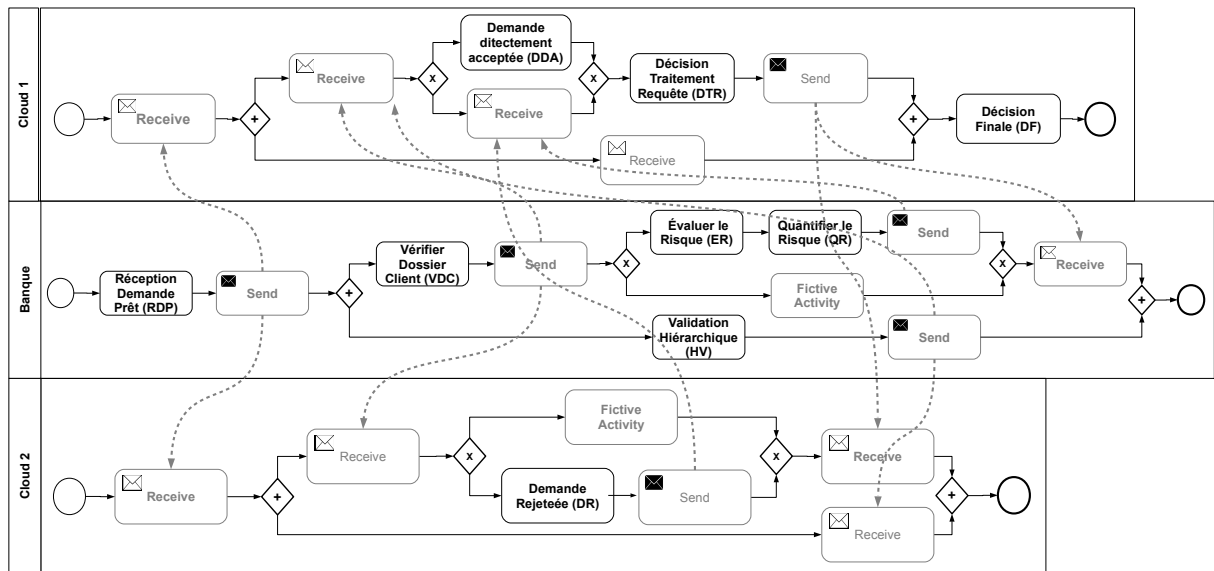 Cloud 1
Receive
+
Receive
x
Demande
ditectement
acceptée (DDA)
Receive
x
Décision
Traitement
Requête (DTR)
Send
Receive
+
Décision
Finale (DF)
Banque
Réception
Demande
Prêt (RDP)
Send
+
Vérifier
Dossier
Client (VDC)
Send
x
Évaluer le
Risque (ER)
Quantifier le
Risque (QR)
Send
Fictive
Activity
x
Receive
Validation
Hiérarchique
(HV)
Send
+
Cloud 2
Receive
+
Receive
x
Fictive
Activity
Demande
Rejeteée (DR)
Send
x
Receive
Receive
+